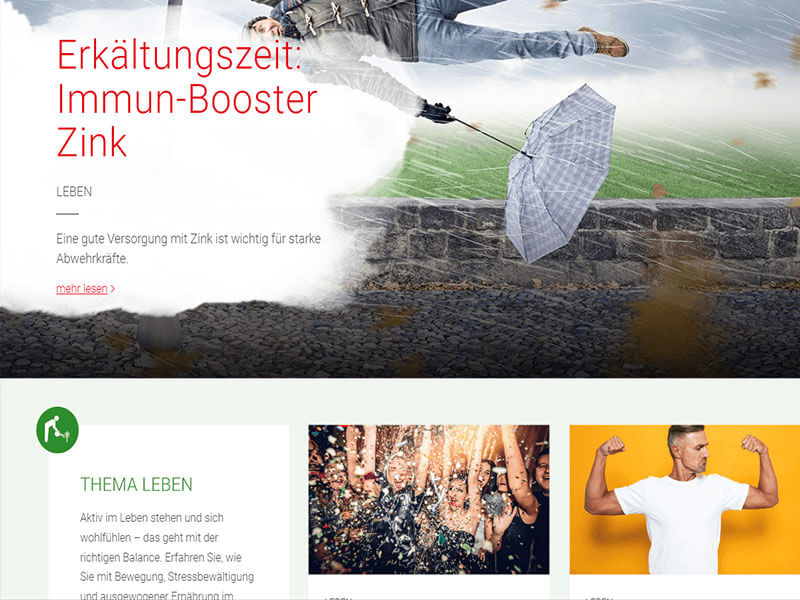 Erkältungszeit:
Immun-Booster
Zink
LEBEN
Eine gute Versorgung mit Zink ist wichtig für starke
Abwehrkräfte.
mehr lesen >
THEMA LEBEN
Aktiv im Leben stehen und sich
wohlfühlen – das geht mit der
richtigen Balance. Erfahren Sie, wie
Sie mit Bewegung, Stressbewältigung
und ausgewogener Ernährung im
LEBEN
LEBEN